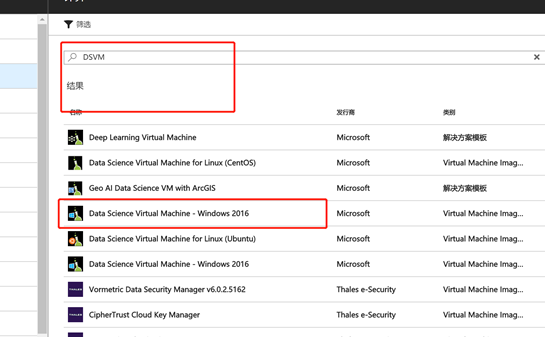 筛选
DSVM
结果
名称 发行商 类别
Deep Learning Virtual Machine Microsoft 解决方案模板
Data Science Virtual Machine for Linux (CentOS) Microsoft Virtual Machine Imag...
Geo AI Data Science VM with ArcGIS Microsoft 解决方案模板
Data Science Virtual Machine - Windows 2016 Microsoft Virtual Machine Imag...
Data Science Virtual Machine for Linux (Ubuntu) Microsoft Virtual Machine Imag...
Data Science Virtual Machine - Windows 2016 Microsoft Virtual Machine Imag...
THALES Vormetric Data Security Manager v6.0.2.5162 Thales e-Security Virtual Machine Imag...
THALES CipherTrust Cloud Key Manager Thales e-Security Virtual Machine Imag...